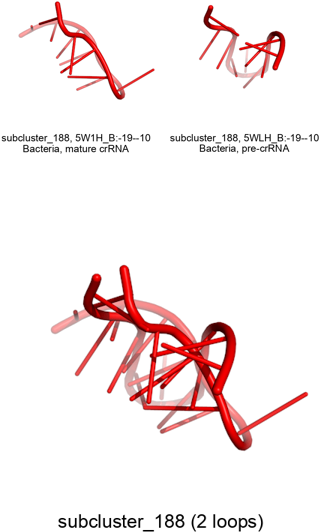 subcluster_188, 5W1H_B:-19--10
Bacteria, mature crRNA
subcluster_188, 5WLH_B:-19--10
Bacteria, pre-crRNA
subcluster_188 (2 loops)